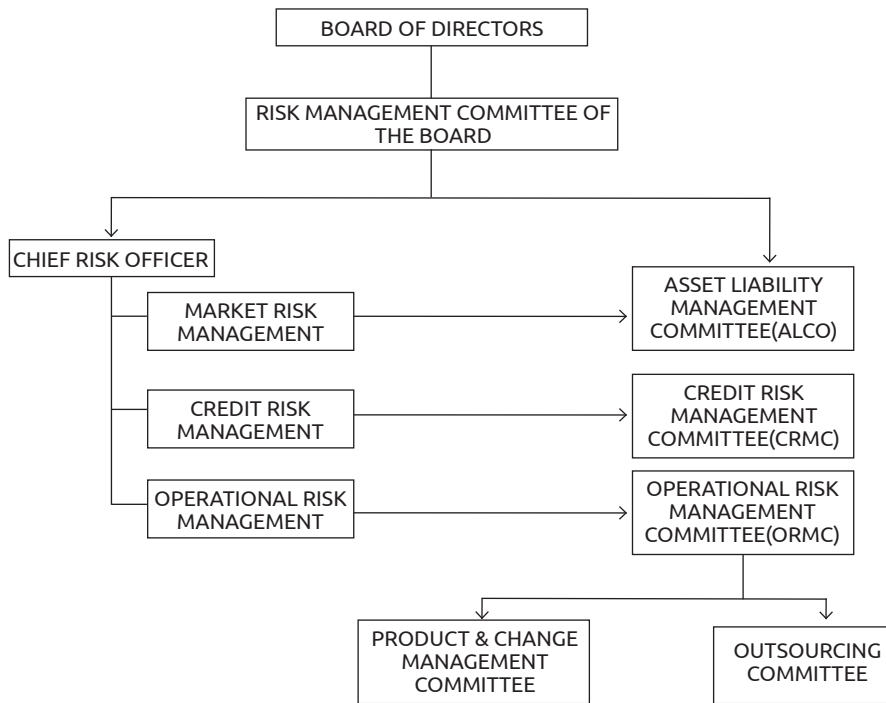 BOARD OF DIRECTORS
RISK MANAGEMENT COMMITTEE OF
THE BOARD
CHIEF RISK OFFICER
MARKET RISK
MANAGEMENT
ASSET LIABILITY
MANAGEMENT
COMMITTEE(ALCO)
CREDIT RISK
MANAGEMENT
CREDIT RISK
MANAGEMENT
COMMITTEE(CRMC)
OPERATIONAL RISK
MANAGEMENT
OPERATIONAL RISK
MANAGEMENT
COMMITTEE(ORMC)
PRODUCT & CHANGE
MANAGEMENT
COMMITTEE
OUTSOURCING
COMMITTEE